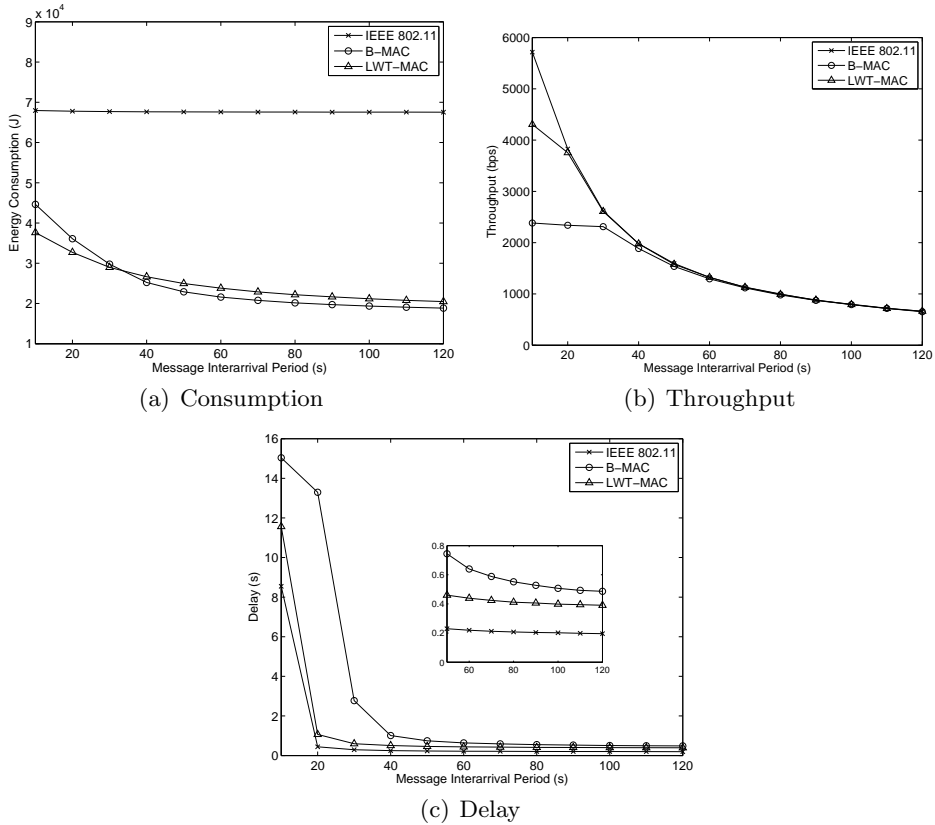 9 x 10^4
8
7
6
5
4
3
2
1
Energy Consumption (J)
IEEE 802.11
B-MAC
LWT-MAC
20 40 60 80 100 120
Message Interarrival Period (s)
(a) Consumption
6000
5000
4000
3000
2000
1000
0
Throughput (bps)
IEEE 802.11
B-MAC
LWT-MAC
20 40 60 80 100 120
Message Interarrival Period (s)
(b) Throughput
16
14
12
10
8
6
4
2
0
Delay (s)
IEEE 802.11
B-MAC
LWT-MAC
0.8
0.6
0.4
0.2
0
60 80 100 120
20 40 60 80 100 120
Message Interarrival Period (s)
(c) Delay